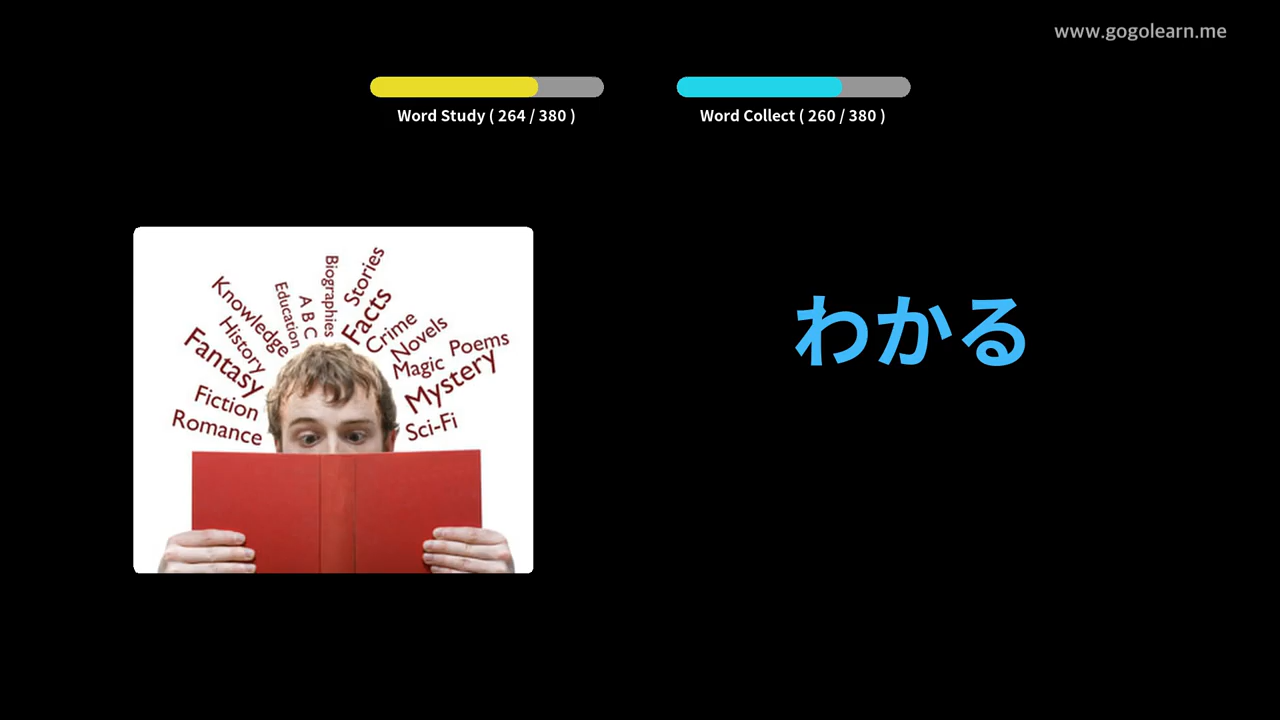 www.gogolearn.me
Word Study ( 264 / 380 )
Word Collect ( 260 / 380 )
Knowledge
Education
A B C
Biographies
Stories
Facts
Crime
Novels
Poems
History
Fantasy
Magic
Mystery
Fiction
Romance
Sci-Fi
わかる